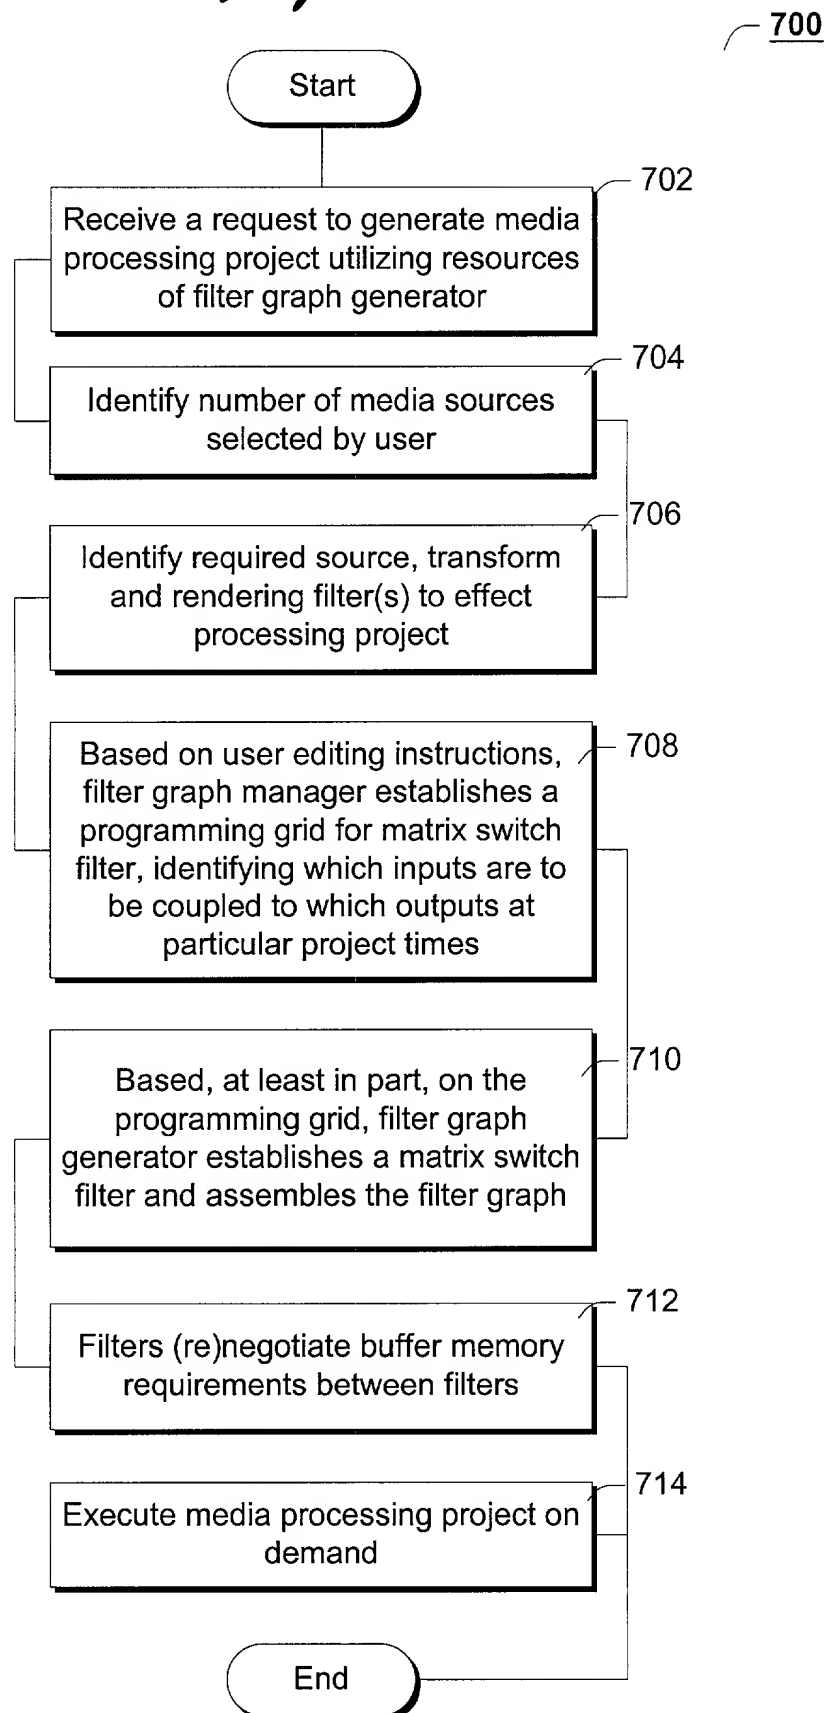 700
Start
702
Receive a request to generate media
processing project utilizing resources
of filter graph generator
704
Identify number of media sources
selected by user
706
Identify required source, transform
and rendering filter(s) to effect
processing project
708
Based on user editing instructions,
filter graph manager establishes a
programming grid for matrix switch
filter, identifying which inputs are to
be coupled to which outputs at
particular project times
710
Based, at least in part, on the
programming grid, filter graph
generator establishes a matrix switch
filter and assembles the filter graph
712
Filters (re)negotiate buffer memory
requirements between filters
714
Execute media processing project on
demand
End